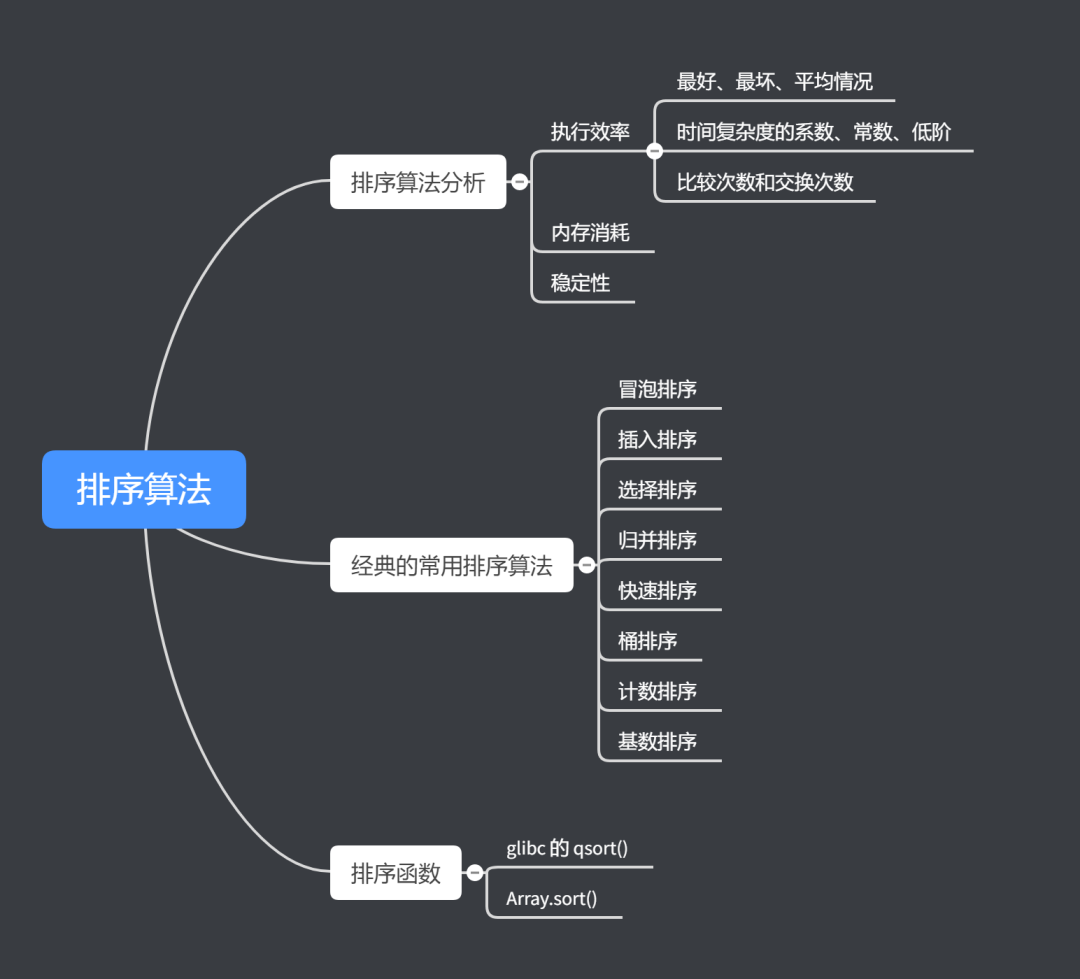 排序算法
排序算法分析
执行效率
最好、最坏、平均情况
时间复杂度的系数、常数、低阶
比较次数和交换次数
内存消耗
稳定性
经典的常用排序算法
冒泡排序
插入排序
选择排序
归并排序
快速排序
桶排序
计数排序
基数排序
排序函数
glibc 的 qsort()
Array.sort()